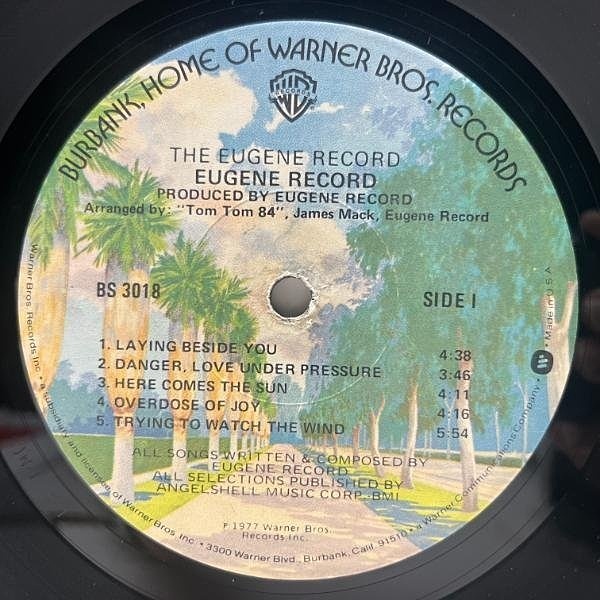 BURBANK, HOME OF WARNER BROS. RECORDS
WB
RECORDS
THE EUGENE RECORD
EUGENE RECORD
PRODUCED BY EUGENE RECORD
Arranged by: "Tom Tom 84", James Mack, Eugene Record
BS 3018
SIDE I
1. LAYING BESIDE YOU 4:38
2. DANGER, LOVE UNDER PRESSURE 3:46
3. HERE COMES THE SUN 4:11
4. OVERDOSE OF JOY 4:16
5. TRYING TO WATCH THE WIND 5:54
ALL SONGS WRITTEN & COMPOSED BY
EUGENE RECORD
ALL SELECTIONS PUBLISHED BY
ANGELSHELL MUSIC CORP.-BMI
℗ 1977 Warner Bros.
Records Inc.
Warner Bros. Records Inc. • a subsidiary and licensee of Warner Bros. Inc. • 3300 Warner Blvd., Burbank, Calif. 91510 • a Warner Communications Company • Made in U S A